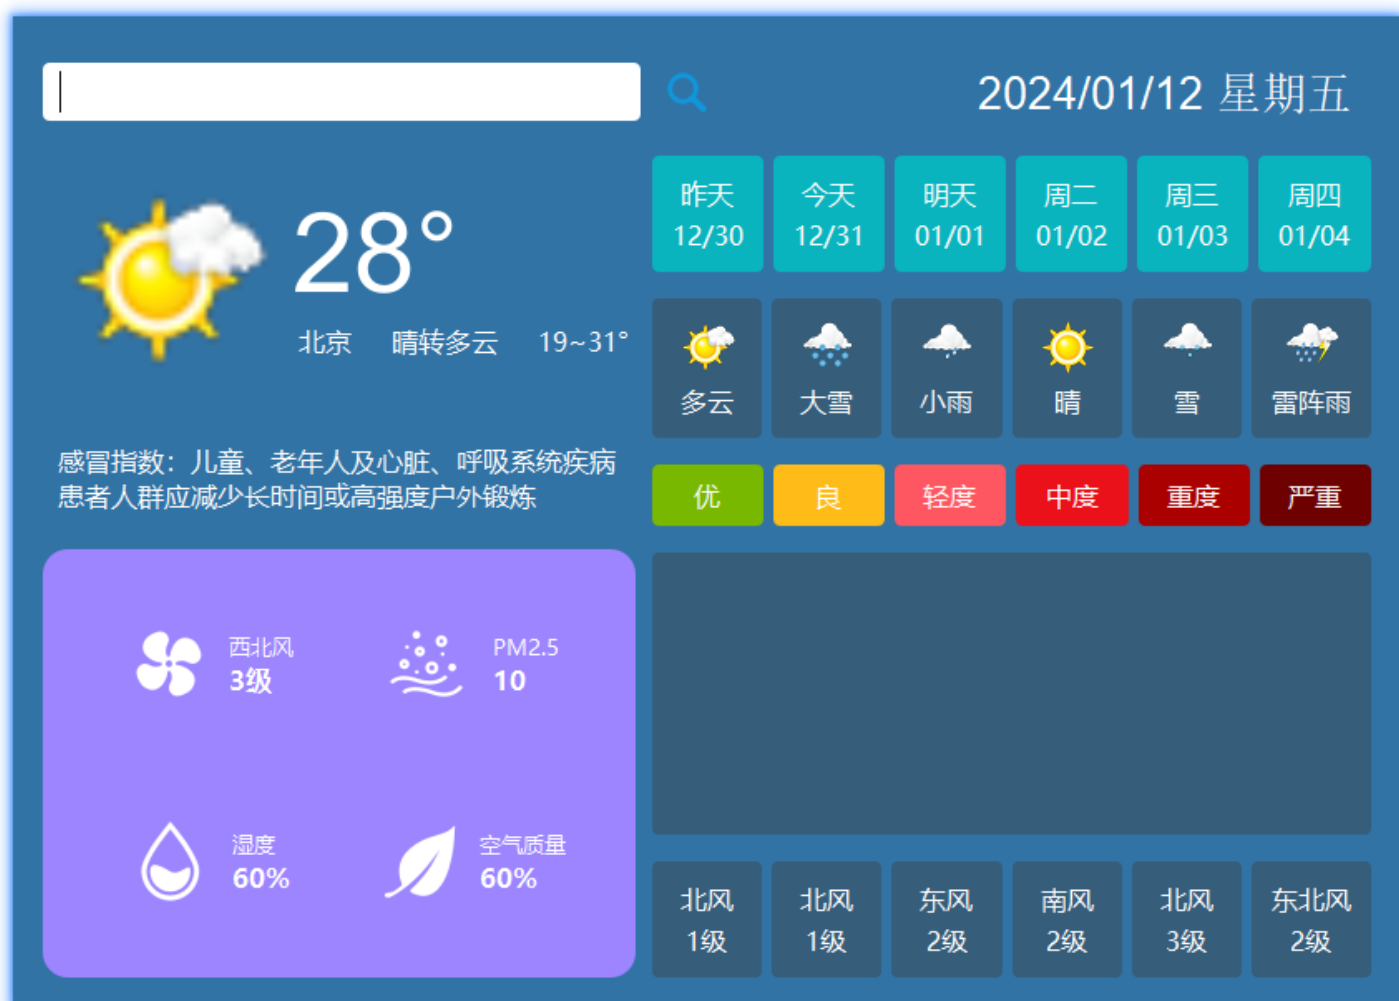 2024/01/12 星期五
28°
北京 晴转多云 19~31°
感冒指数：儿童、老年人及心脏、呼吸系统疾病
患者人群应减少长时间或高强度户外锻炼
西北风
3级
PM2.5
10
湿度
60%
空气质量
60%
昨天 今天 明天 周二 周三 周四
12/30 12/31 01/01 01/02 01/03 01/04
多云 大雪 小雨 晴 雪 雷阵雨
优 良 轻度 中度 重度 严重
北风 北风 东风 南风 北风 东北风
1级 1级 2级 2级 3级 2级